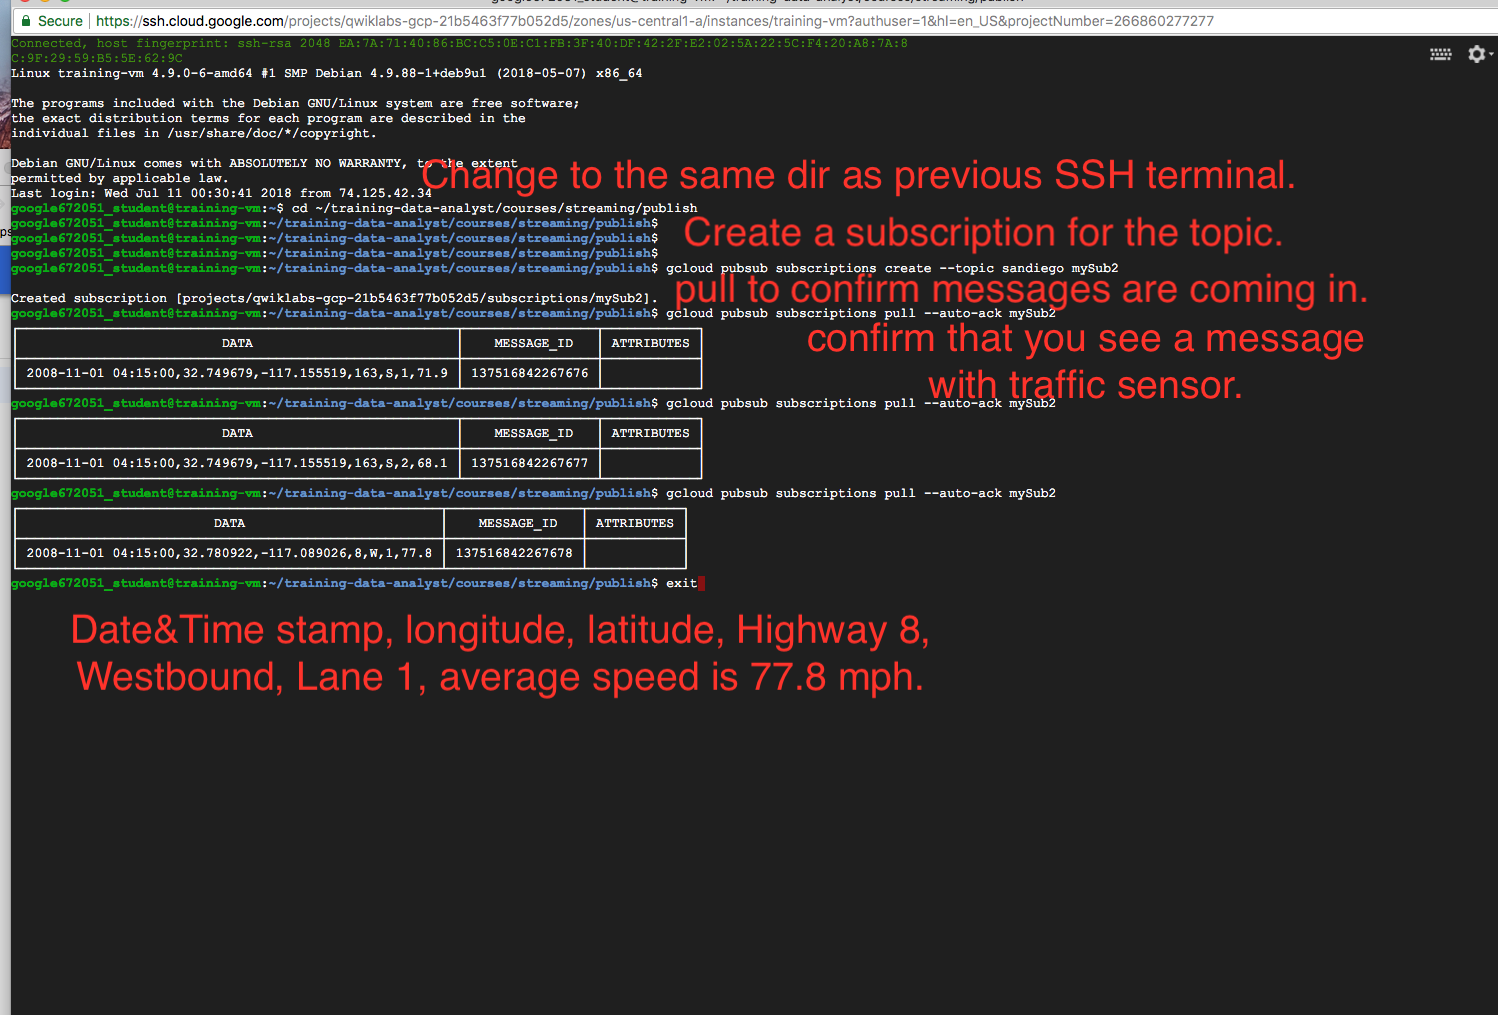 Secure https://ssh.cloud.google.com/projects/qwiklabs-gcp-21b5463f77b052d5/zones/us-central1-a/instances/training-vm?authuser=1&hl=en_US&projectNumber=266860277277
Connected, host fingerprint: ssh-rsa 2048 EA:7A:71:40:86:BC:C5:0E:C1:FB:3F:40:DF:42:2F:E2:02:5A:22:5C:F4:20:A8:7A:8
C:9F:29:59:B5:5E:62:9C
Linux training-vm 4.9.0-6-amd64 #1 SMP Debian 4.9.88-1+deb9u1 (2018-05-07) x86_64
The programs included with the Debian GNU/Linux system are free software;
the exact distribution terms for each program are described in the
individual files in /usr/share/doc/*/copyright.
Debian GNU/Linux comes with ABSOLUTELY NO WARRANTY, to the extent
permitted by applicable law.
Change to the same dir as previous SSH terminal.
Last login: Wed Jul 11 00:30:41 2018 from 74.125.42.34
google672051_student@training-vm:~$ cd ~/training-data-analyst/courses/streaming/publish
google672051_student@training-vm:~/training-data-analyst/courses/streaming/publish$
google672051_student@training-vm:~/training-data-analyst/courses/streaming/publish$
Create a subscription for the topic.
google672051_student@training-vm:~/training-data-analyst/courses/streaming/publish$
google672051_student@training-vm:~/training-data-analyst/courses/streaming/publish$ gcloud pubsub subscriptions create --topic sandiego mySub2
Created subscription [projects/qwiklabs-gcp-21b5463f77b052d5/subscriptions/mySub2].
pull to confirm messages are coming in.
google672051_student@training-vm:~/training-data-analyst/courses/streaming/publish$ gcloud pubsub subscriptions pull --auto-ack mySub2
DATA MESSAGE_ID ATTRIBUTES
confirm that you see a message
2008-11-01 04:15:00,32.749679,-117.155519,163,S,1,71.9 137516842267676
with traffic sensor.
google672051_student@training-vm:~/training-data-analyst/courses/streaming/publish$ gcloud pubsub subscriptions pull --auto-ack mySub2
DATA MESSAGE_ID ATTRIBUTES
2008-11-01 04:15:00,32.749679,-117.155519,163,S,2,68.1 137516842267677
google672051_student@training-vm:~/training-data-analyst/courses/streaming/publish$ gcloud pubsub subscriptions pull --auto-ack mySub2
DATA MESSAGE_ID ATTRIBUTES
2008-11-01 04:15:00,32.780922,-117.089026,8,W,1,77.8 137516842267678
google672051_student@training-vm:~/training-data-analyst/courses/streaming/publish$ exit
Date&Time stamp, longitude, latitude, Highway 8,
Westbound, Lane 1, average speed is 77.8 mph.